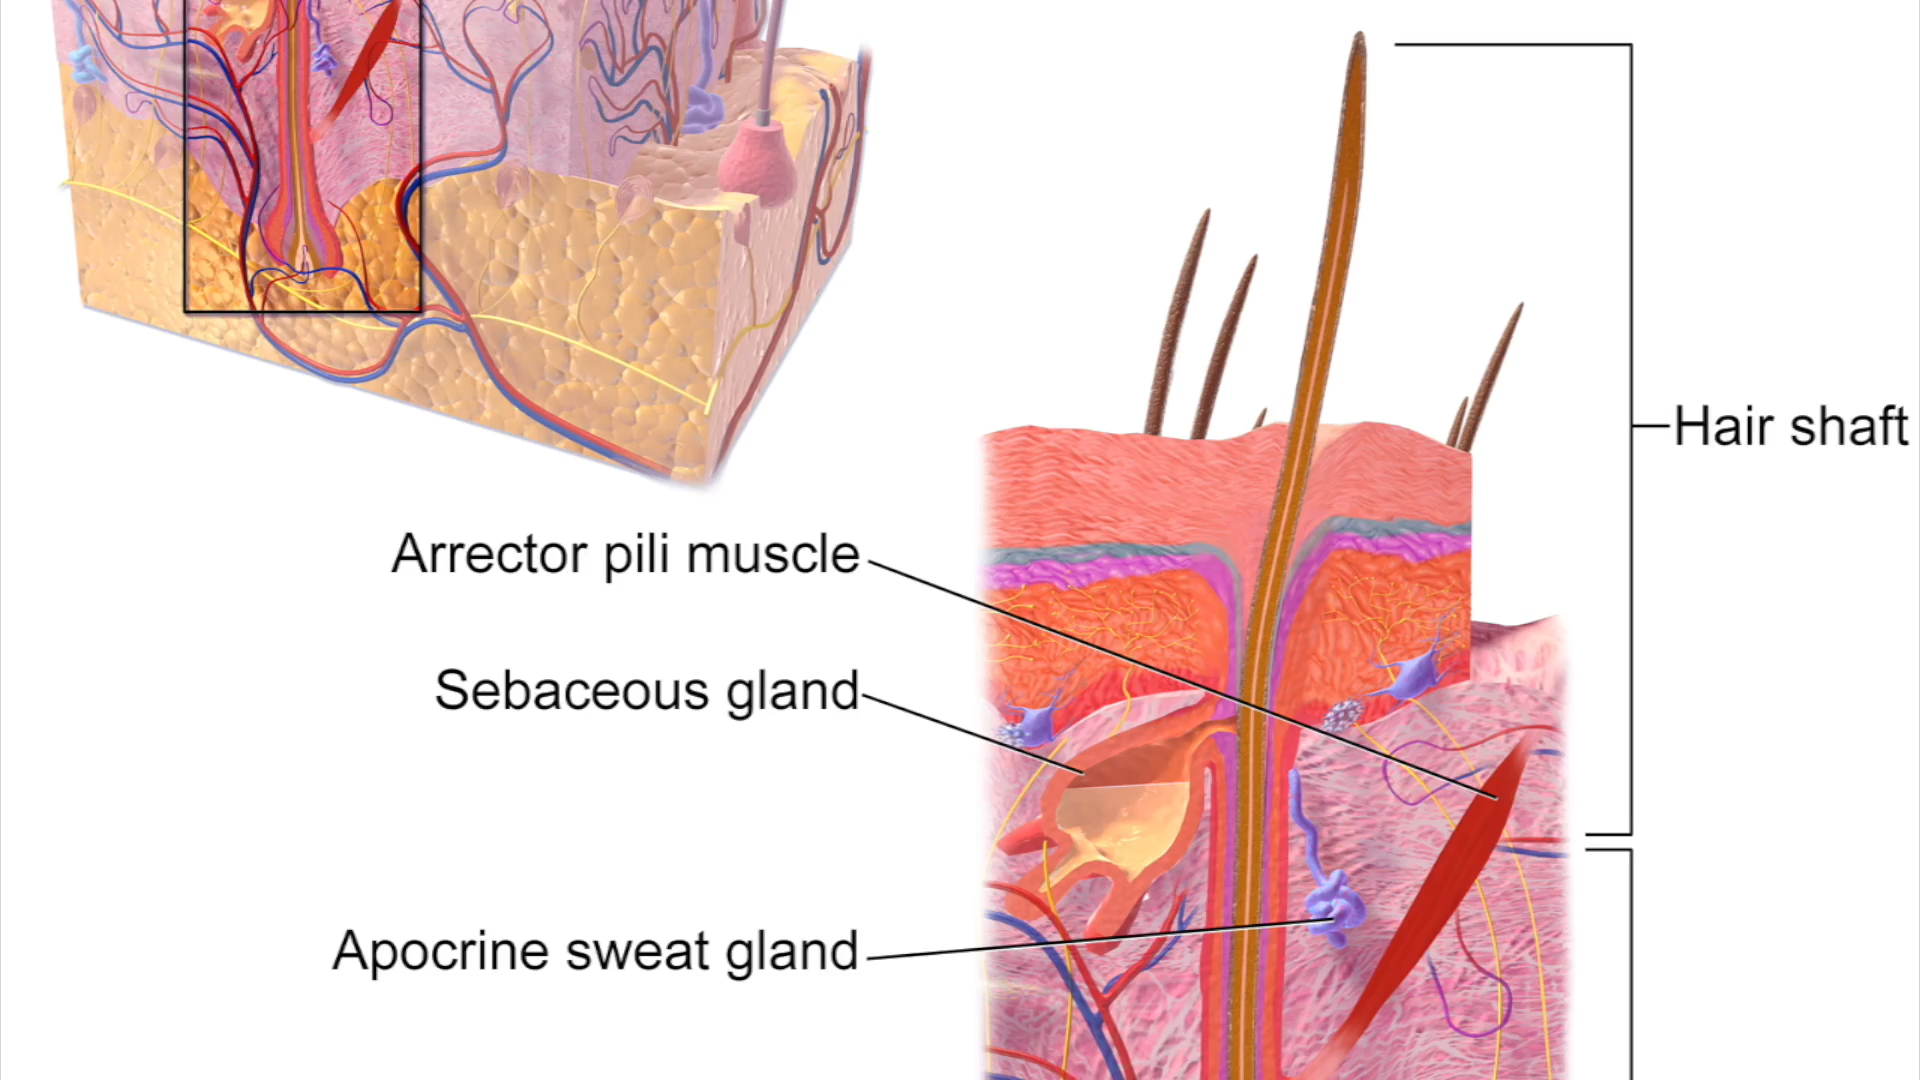 Hair shaft
Arrector pili muscle
Sebaceous gland
Apocrine sweat gland